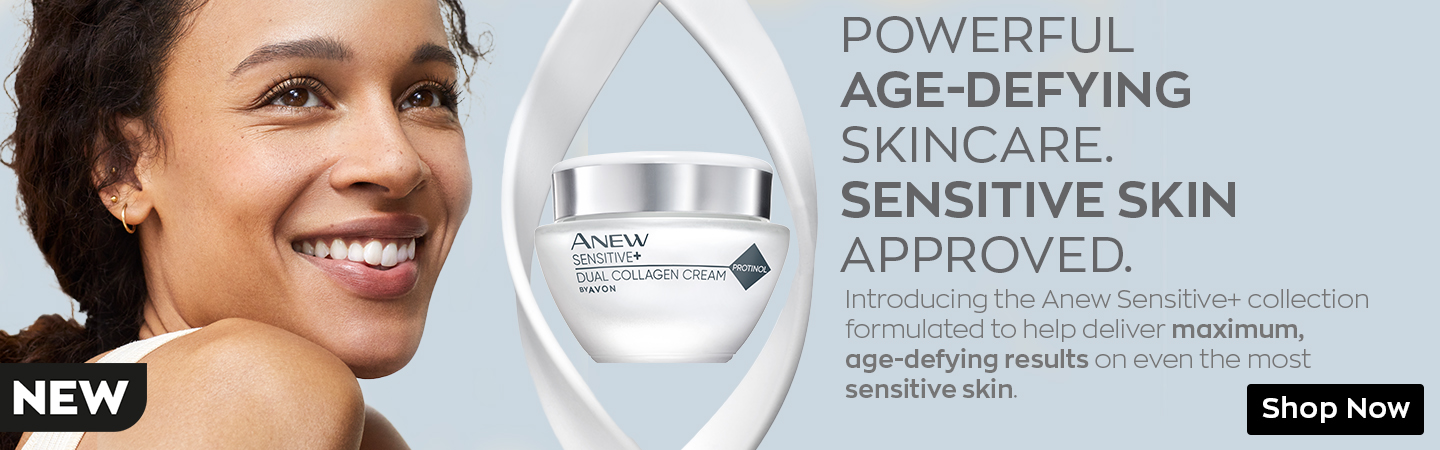 POWERFUL
AGE-DEFYING
SKINCARE.
SENSITIVE SKIN
APPROVED.
Introducing the Anew Sensitive+ collection
formulated to help deliver maximum,
age-defying results on even the most
sensitive skin.
Shop Now
NEW
ANEW
SENSITIVE+
DUAL COLLAGEN CREAM
PROTINOL
BY AVON